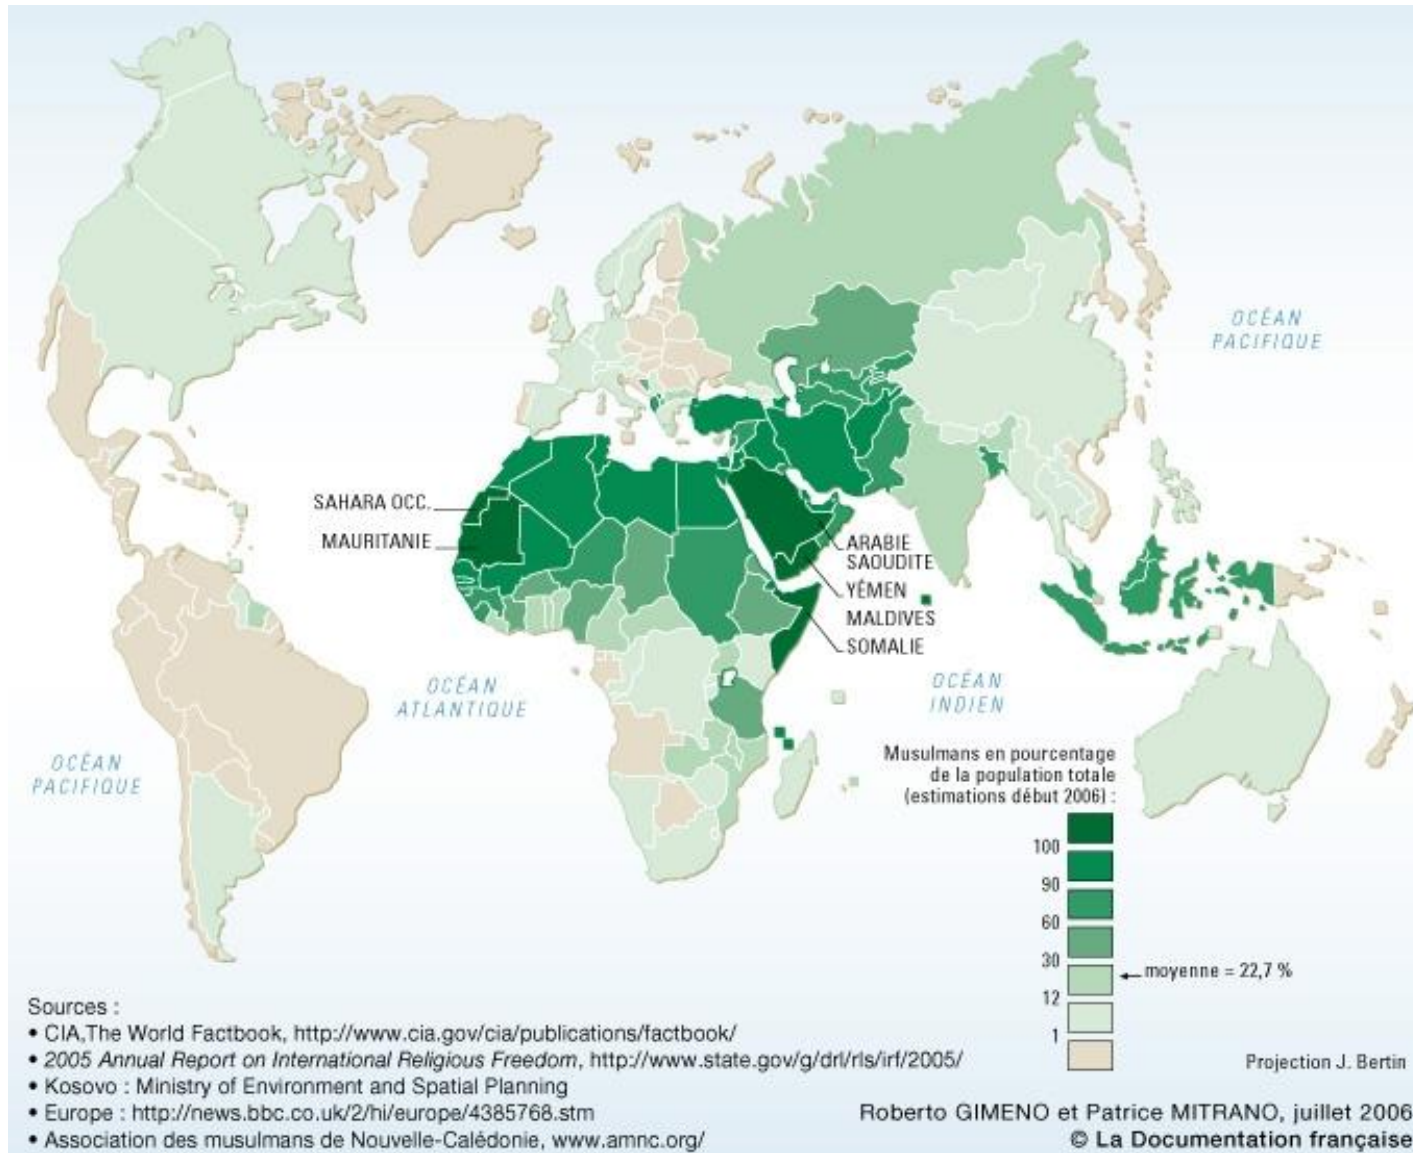 OCÉAN
PACIFIQUE
SAHARA OCC.
MAURITANIE
ARABIE
SAOUDITE
YÉMEN
MALDIVES
SOMALIE
OCÉAN
ATLANTIQUE
OCÉAN
INDIEN
OCÉAN
PACIFIQUE
Musulmans en pourcentage
de la population totale
(estimations début 2006) :
100
90
60
30
moyenne = 22,7 %
12
1
Sources :
• CIA,The World Factbook, http://www.cia.gov/cia/publications/factbook/
• 2005 Annual Report on International Religious Freedom, http://www.state.gov/g/drl/rls/irf/2005/
• Kosovo : Ministry of Environment and Spatial Planning
• Europe : http://news.bbc.co.uk/2/hi/europe/4385768.stm
• Association des musulmans de Nouvelle-Calédonie, www.amnc.org/
Projection J. Bertin
Roberto GIMENO et Patrice MITRANO, juillet 2006
© La Documentation française